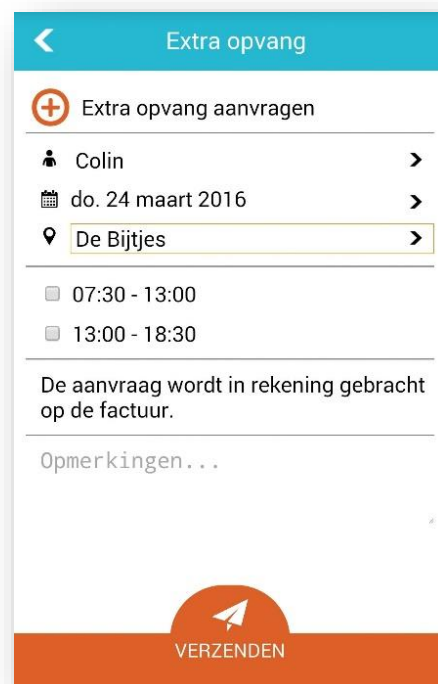 Extra opvang
Extra opvang aanvragen
Colin
do. 24 maart 2016
De Bijtjes
07:30 - 13:00
13:00 - 18:30
De aanvraag wordt in rekening gebracht
op de factuur.
Opmerkingen...
VERZENDEN